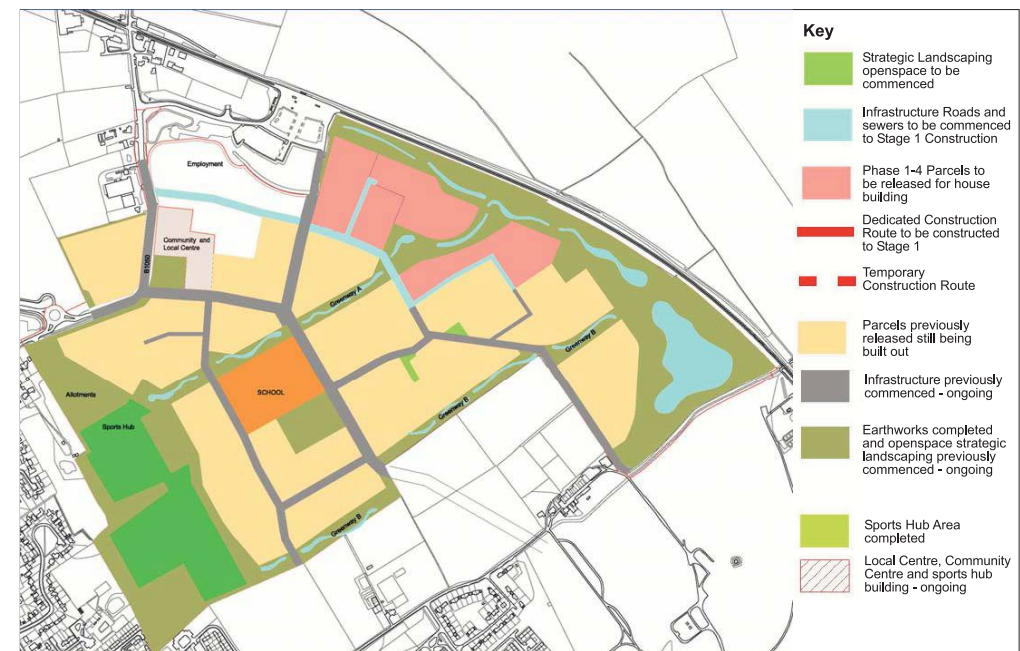 Key
Strategic Landscaping
openspace to be
commenced
Infrastructure Roads and
sewers to be commenced
to Stage 1 Construction
Phase 1-4 Parcels to
be released for house
building
Dedicated Construction
Route to be constructed
to Stage 1
Temporary
Construction Route
Parcels previously
released still being
built out
Infrastructure previously
commenced - ongoing
Earthworks completed
and openspace strategic
landscaping previously
commenced - ongoing
Sports Hub Area
completed
Local Centre, Community
Centre and sports hub
building - ongoing
Employment
Community and
Local Centre
B1050
Greenway A
Greenway B
SCHOOL
Allotments
Sports Hub
Greenway B
Greenway B